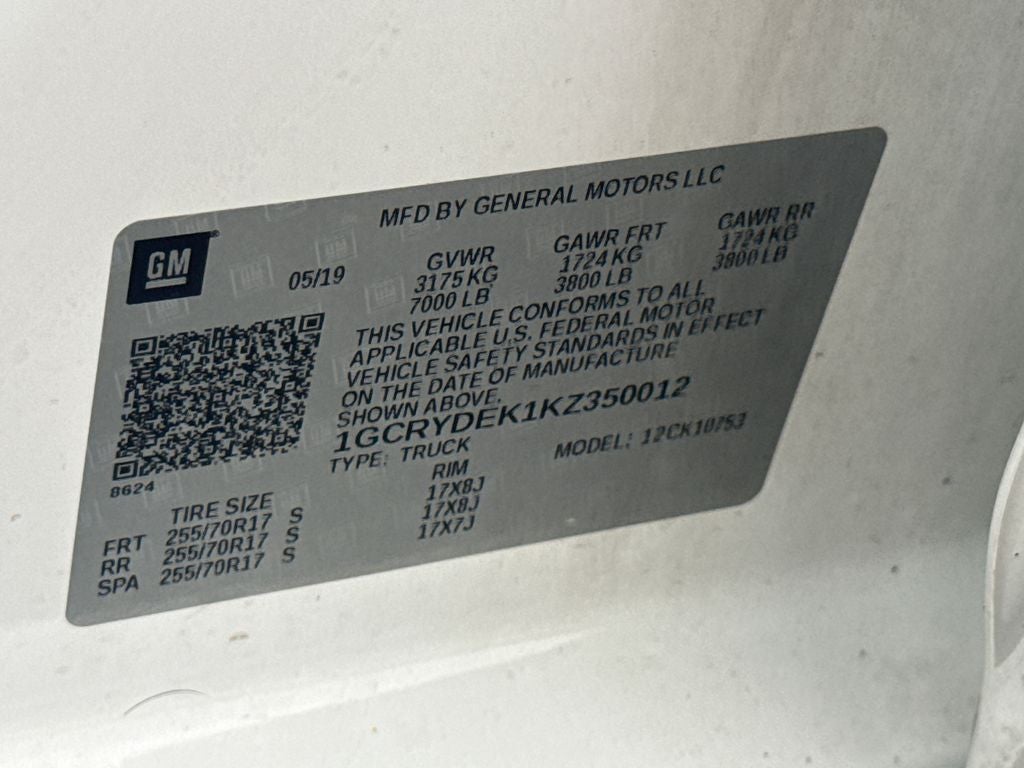 MFD BY GENERAL MOTORS LLC
GM
05/19
GVWR GAWR FRT GAWR RR
3175 KG 1724 KG 1724 KG
7000 LB 3800 LB 3800 LB
THIS VEHICLE CONFORMS TO ALL
APPLICABLE U.S. FEDERAL MOTOR
VEHICLE SAFETY STANDARDS IN EFFECT
ON THE DATE OF MANUFACTURE
SHOWN ABOVE.
1GCRYDEK1KZ350012
TYPE: TRUCK MODEL: 12CK10753
8624
TIRE SIZE RIM
FRT 255/70R17 S 17X8J
RR 255/70R17 S 17X8J
SPA 255/70R17 S 17X7J